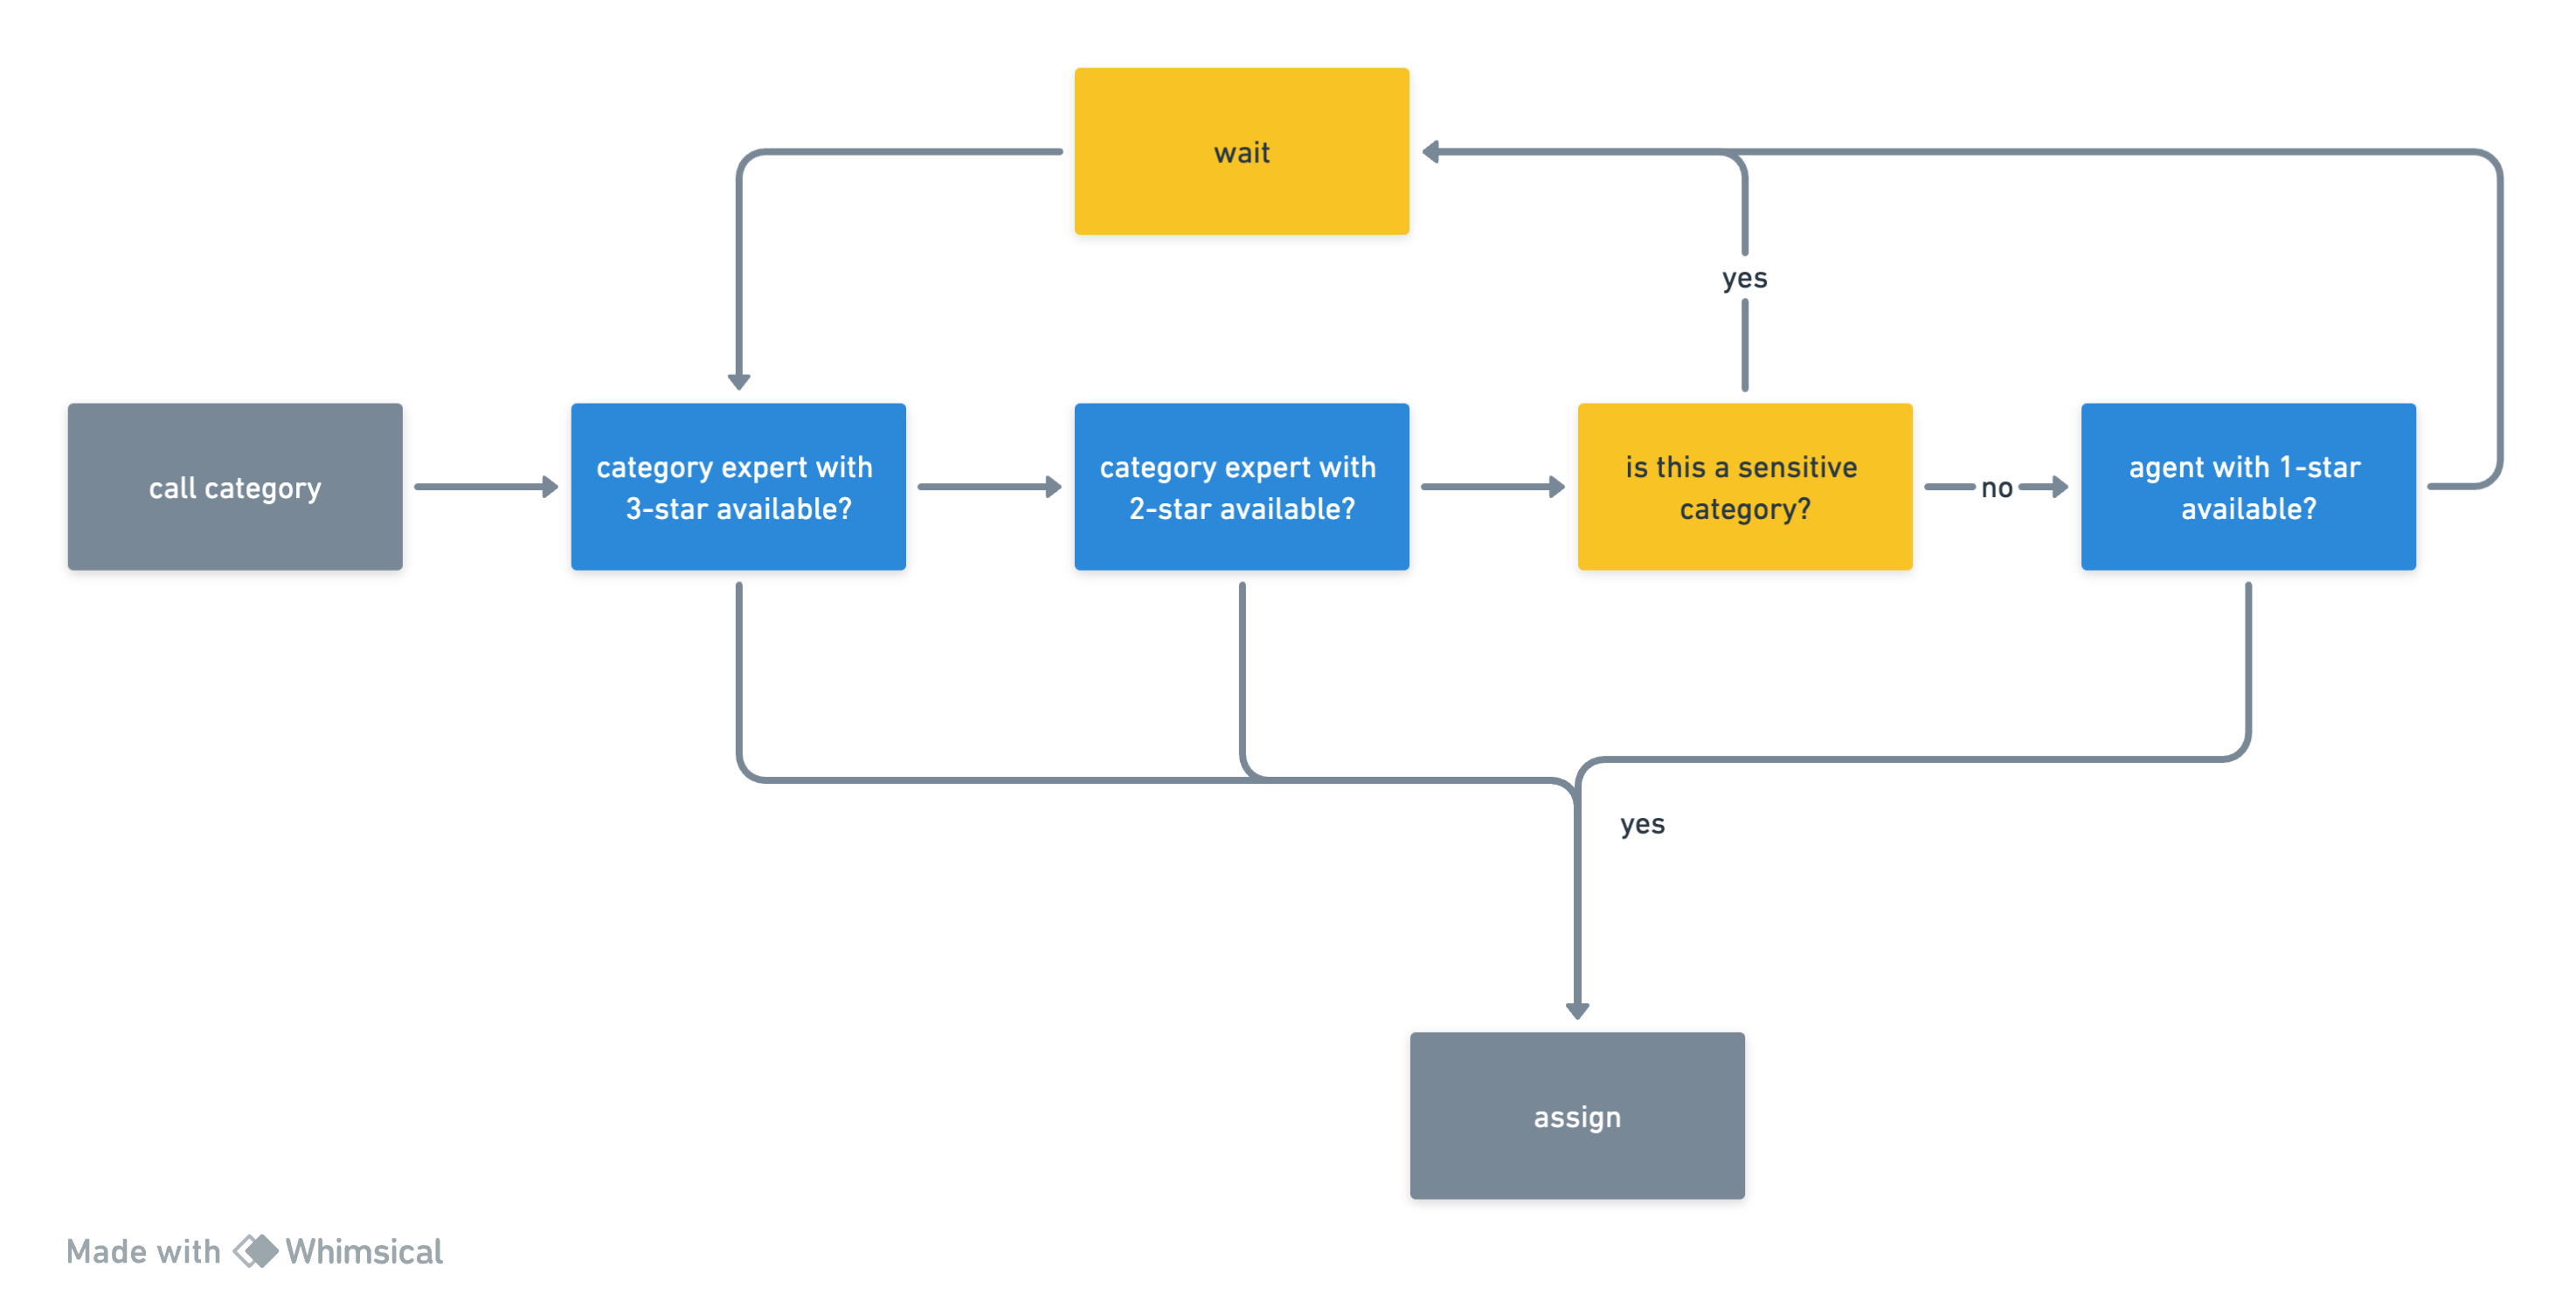 wait
yes
call category
category expert with
3-star available?
category expert with
2-star available?
is this a sensitive
category?
no
agent with 1-star
available?
yes
assign
Made with Whimsical